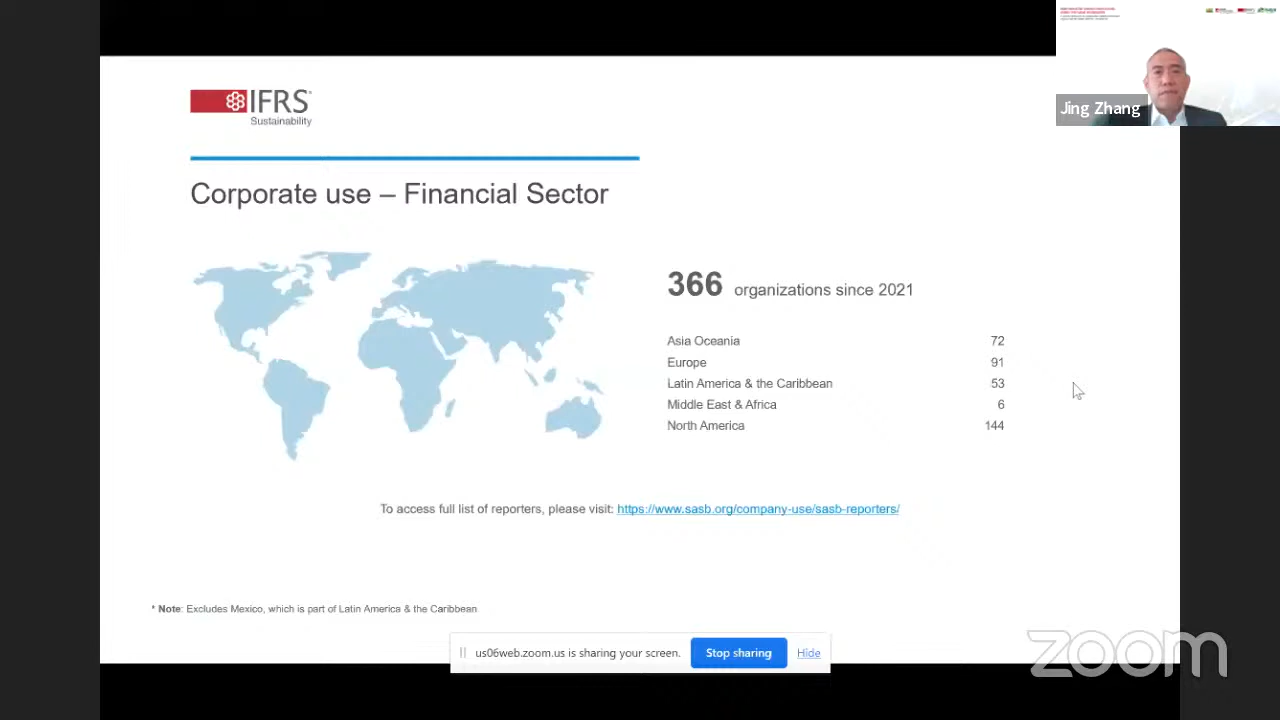 IFRS
Sustainability
Jing Zhang
Corporate use – Financial Sector
366 organizations since 2021
Asia Oceania 72
Europe 91
Latin America & the Caribbean 53
Middle East & Africa 6
North America 144
To access full list of reporters, please visit: https://www.sasb.org/company-use/sasb-reporters/
* Note: Excludes Mexico, which is part of Latin America & the Caribbean
us06web.zoom.us is sharing your screen. Stop sharing Hide
zoom